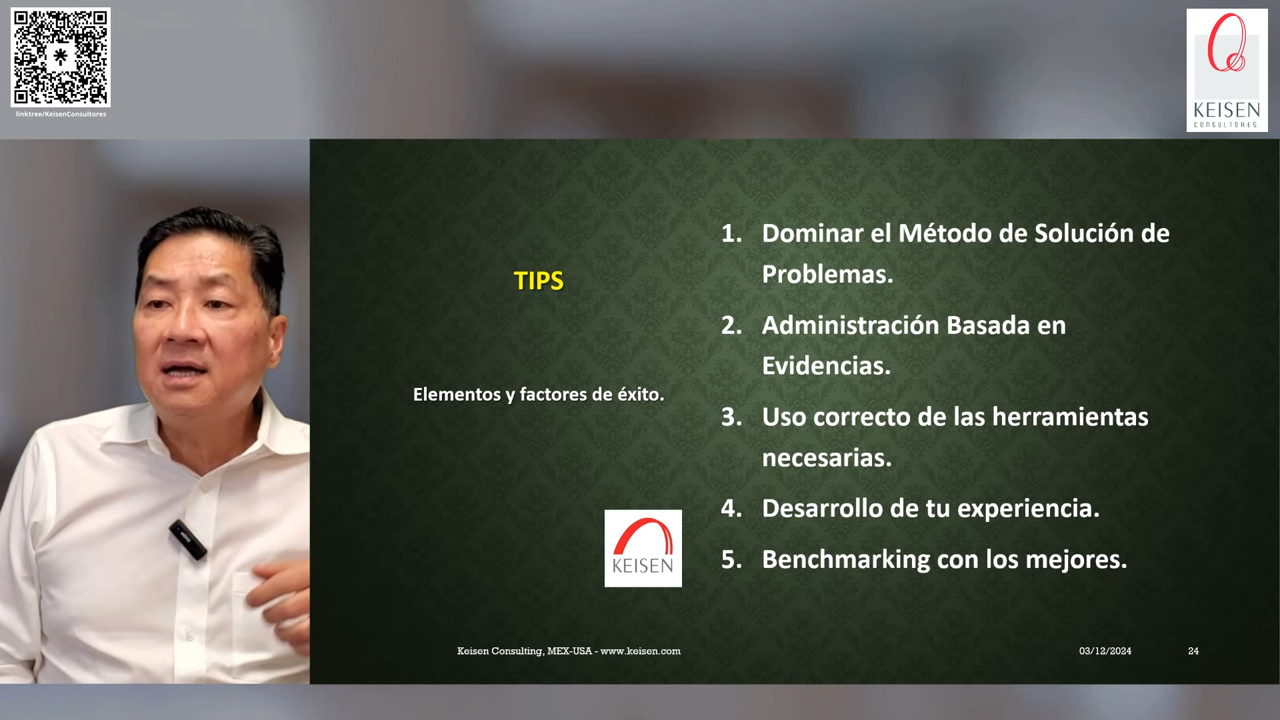 linktree/KeisenConsultores
KEISEN
CONSULTORES
TIPS
Elementos y factores de éxito.
KEISEN
1. Dominar el Método de Solución de
Problemas.
2. Administración Basada en
Evidencias.
3. Uso correcto de las herramientas
necesarias.
4. Desarrollo de tu experiencia.
5. Benchmarking con los mejores.
Keisen Consulting, MEX-USA - www.keisen.com
03/12/2024
24